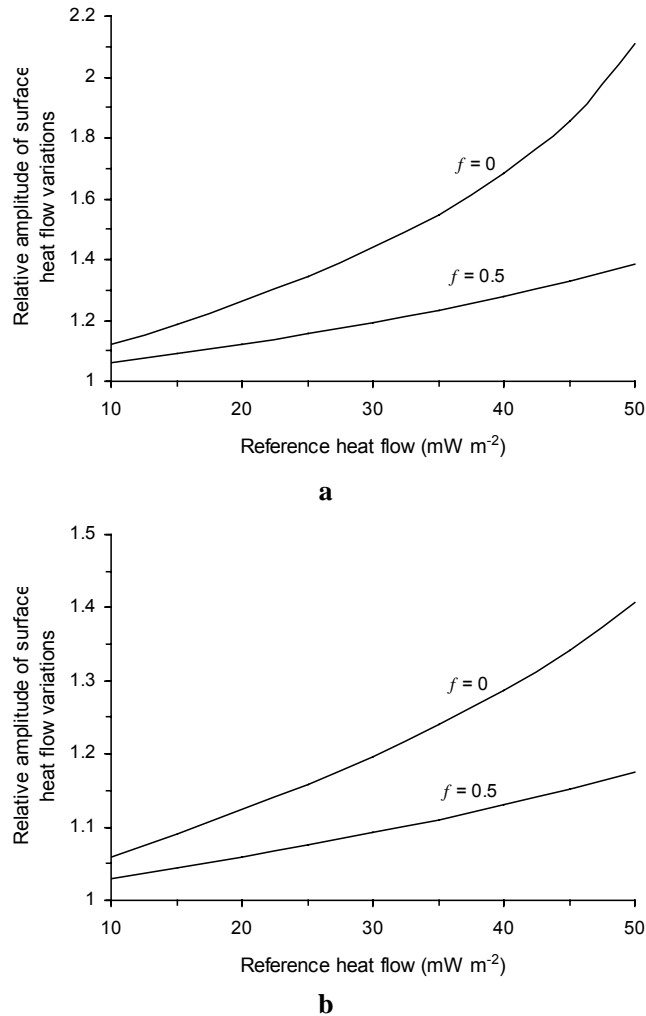 2.2
2
1.8
1.6
1.4
1.2
1
Relative amplitude of surface
heat flow variations
f = 0
f = 0.5
10 20 30 40 50
Reference heat flow (mW m⁻²)
a
1.5
1.4
1.3
1.2
1.1
1
Relative amplitude of surface
heat flow variations
f = 0
f = 0.5
10 20 30 40 50
Reference heat flow (mW m⁻²)
b